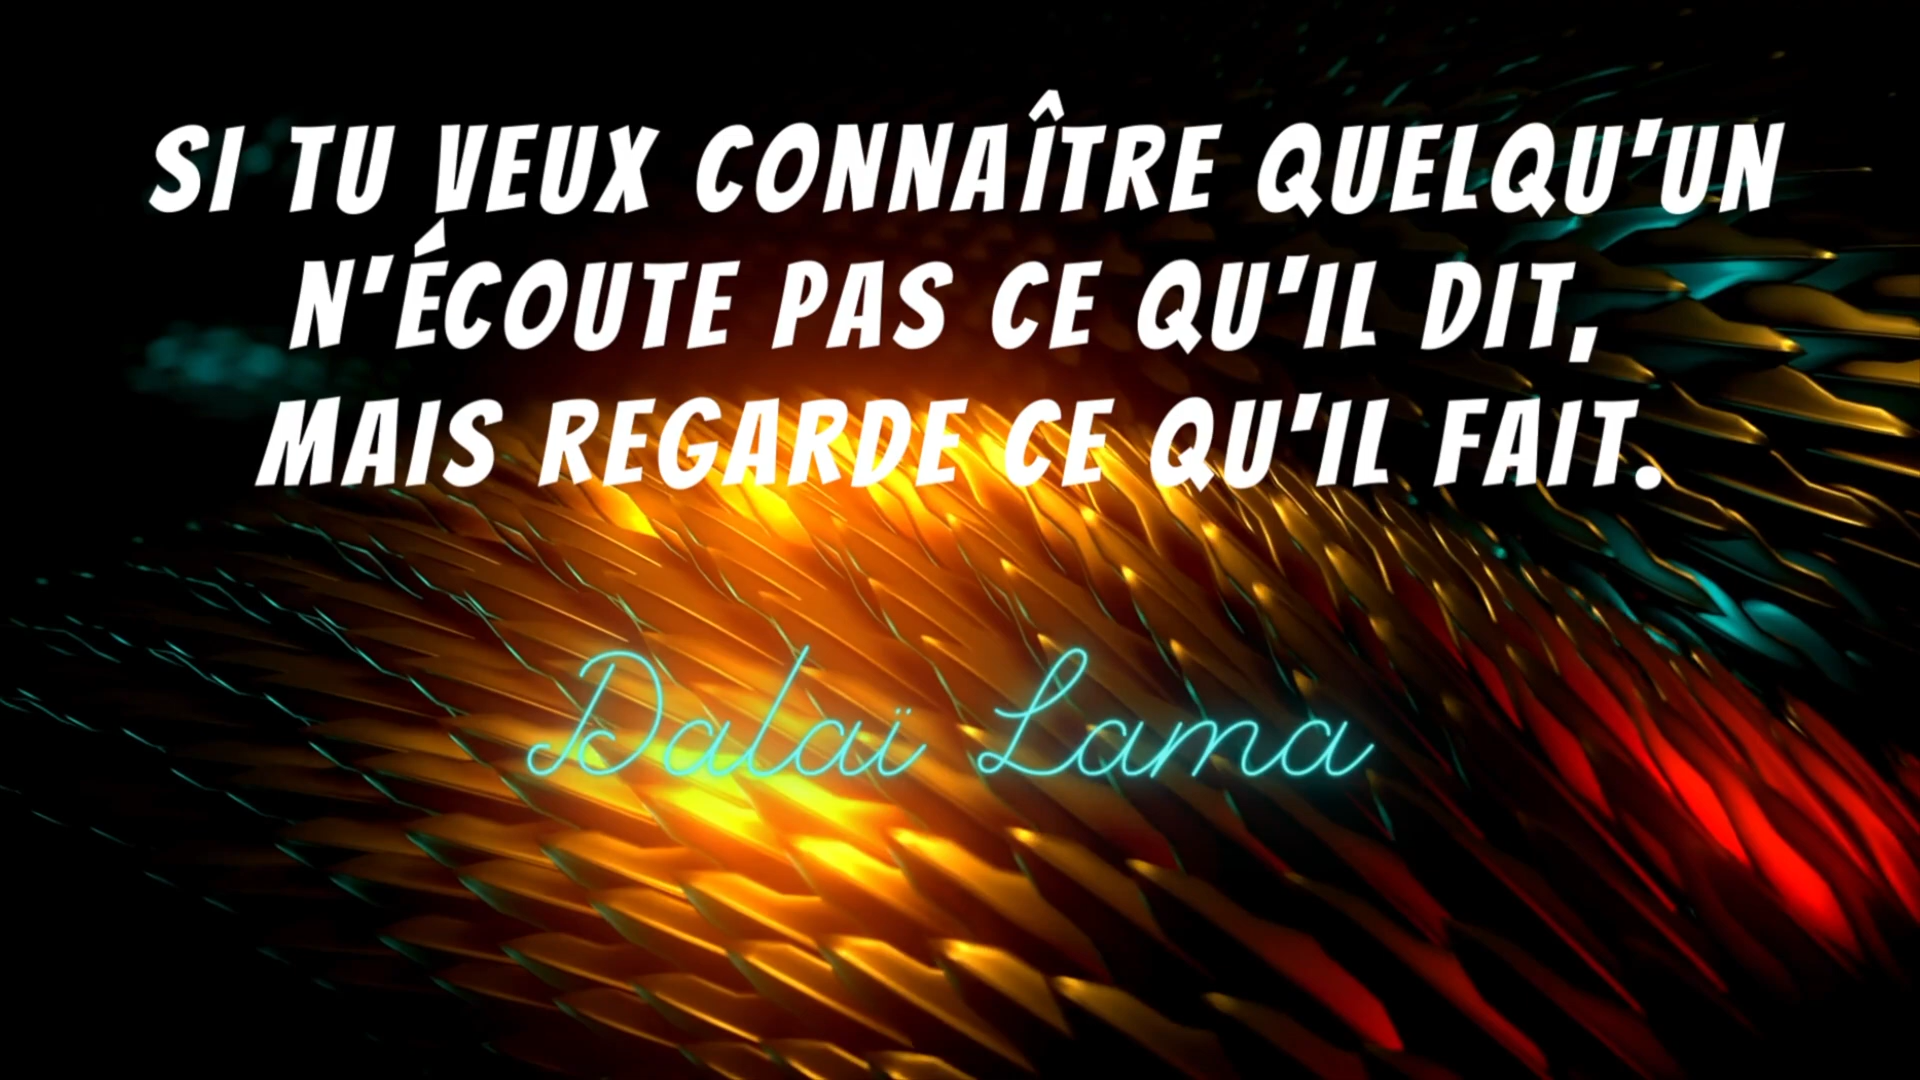 SI TU VEUX CONNAÎTRE QUELQU'UN
N'ÉCOUTE PAS CE QU'IL DIT,
MAIS REGARDE CE QU'IL FAIT.
Dalaï Lama